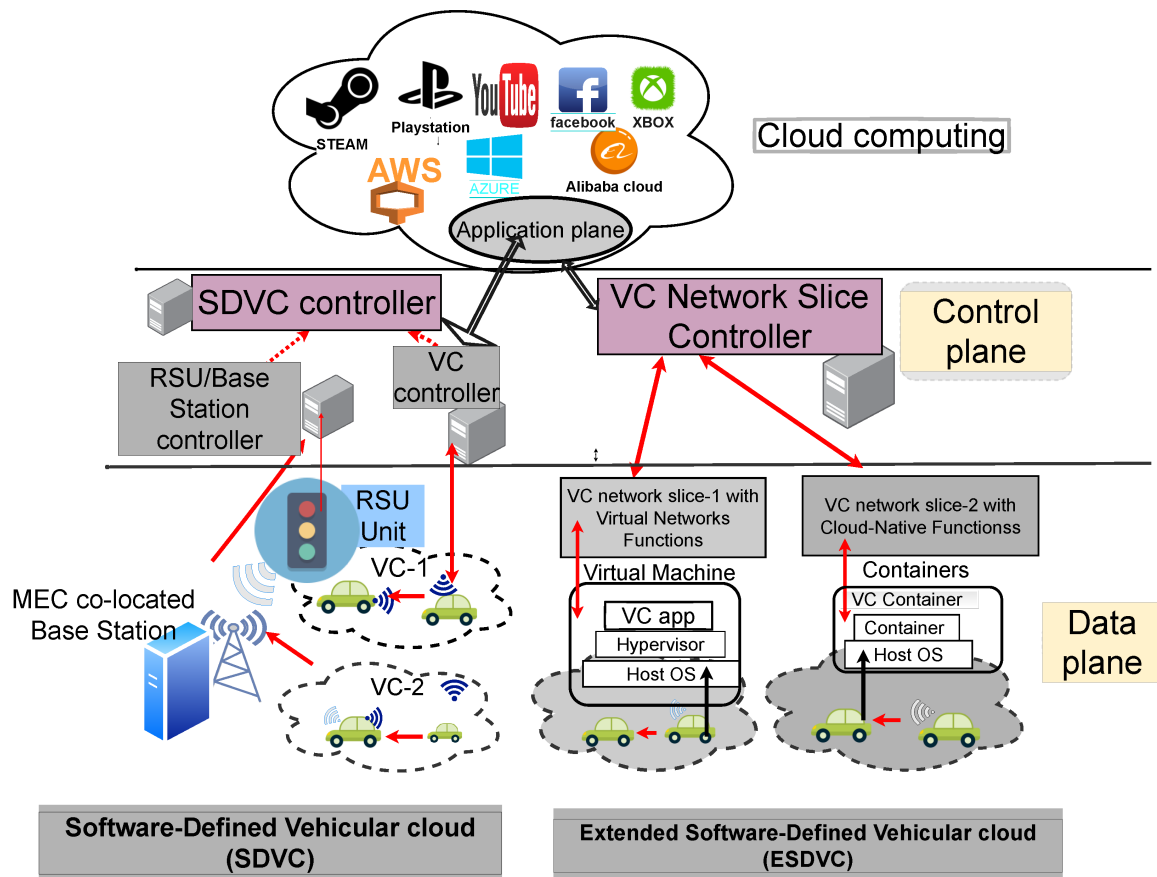 STEAM
Playstation
YouTube
facebook
XBOX
Cloud computing
AWS
AZURE
Alibaba cloud
Application plane
SDVC controller
VC Network Slice
Controller
Control
plane
RSU/Base
Station
controller
VC
controller
RSU
Unit
VC network slice-1 with
Virtual Networks
Functions
VC network slice-2 with
Cloud-Native Functionss
VC-1
Virtual Machine
Containers
MEC co-located
Base Station
VC app
Hypervisor
Host OS
VC Container
Container
Host OS
Data
plane
VC-2
Software-Defined Vehicular cloud
(SDVC)
Extended Software-Defined Vehicular cloud
(ESDVC)